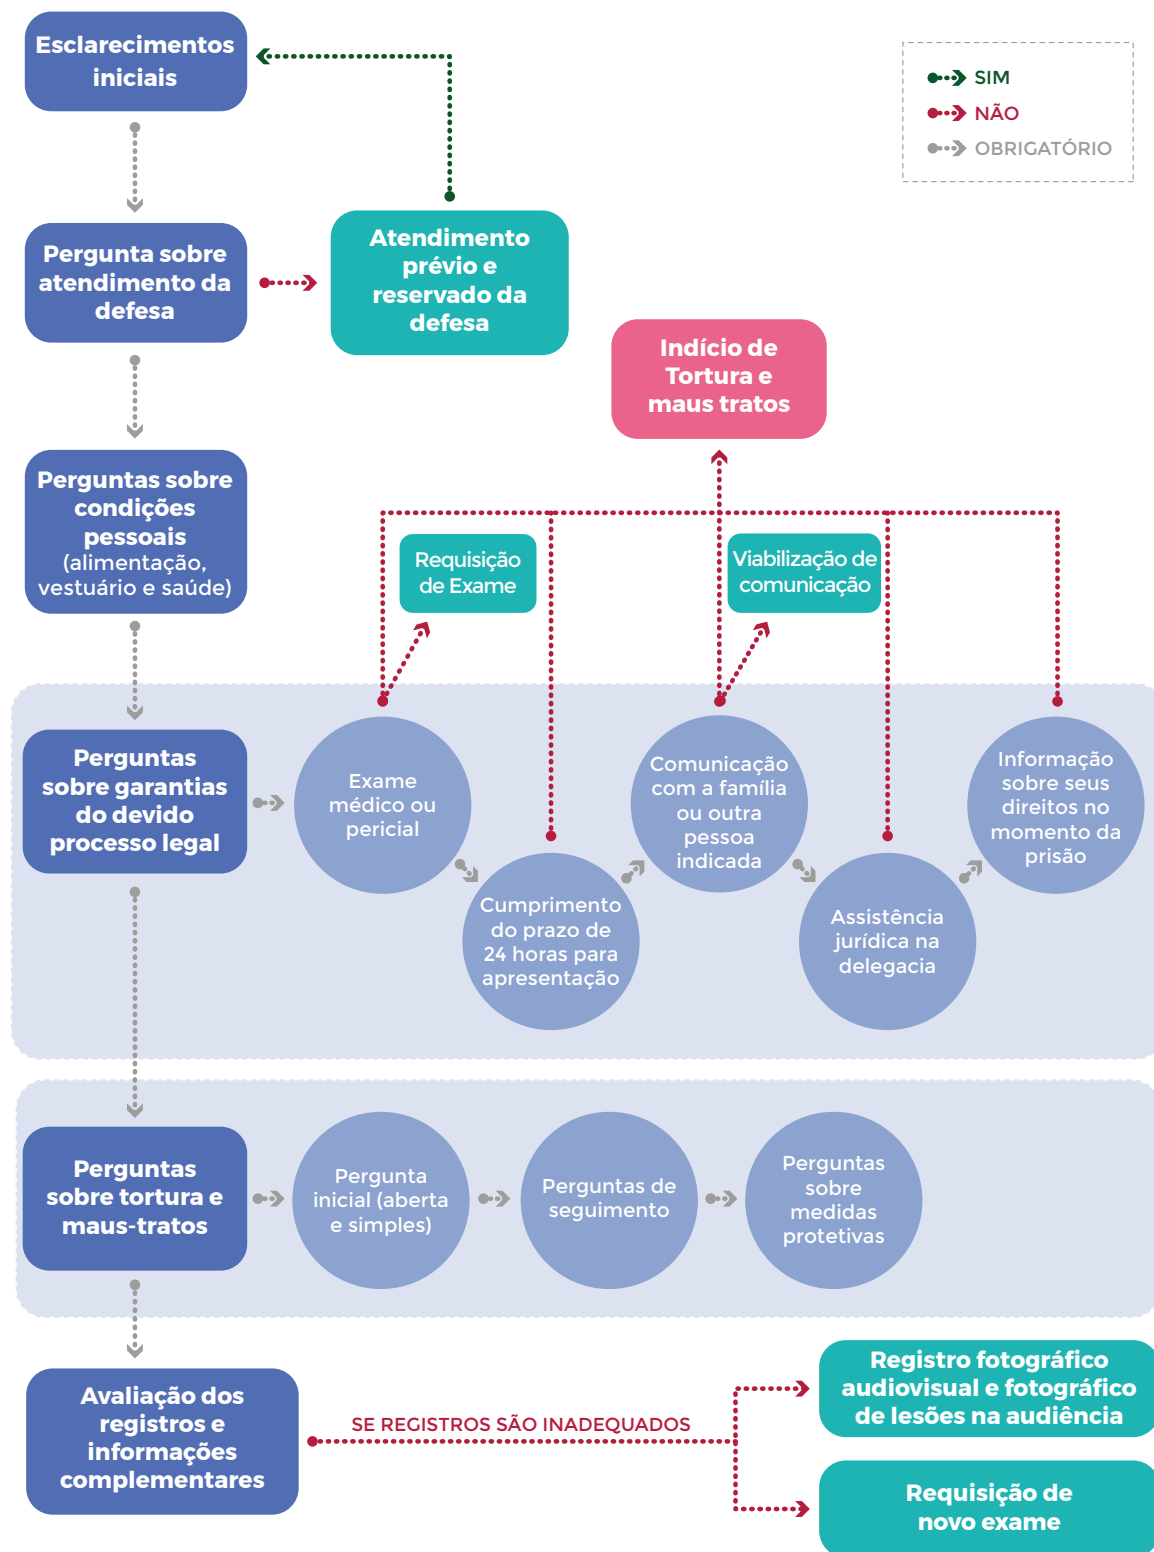 Esclarecimentos
iniciais
SIM
NÃO
OBRIGATÓRIO
Pergunta sobre
atendimento da
defesa
Atendimento
prévio e
reservado da
defesa
Indício de
Tortura e
maus tratos
Perguntas sobre
condições
pessoais
(alimentação,
vestuário e saúde)
Requisição
de Exame
Viabilização de
comunicação
Perguntas
sobre garantias
do devido
processo legal
Exame
médico ou
pericial
Cumprimento
do prazo de
24 horas para
apresentação
Comunicação
com a família
ou outra
pessoa
indicada
Assistência
jurídica na
delegacia
Informação
sobre seus
direitos no
momento da
prisão
Perguntas
sobre tortura e
maus-tratos
Pergunta
inicial (aberta
e simples)
Perguntas de
seguimento
Perguntas
sobre
medidas
protetivas
Avaliação dos
registros e
informações
complementares
SE REGISTROS SÃO INADEQUADOS
Registro fotográfico
audiovisual e fotográfico
de lesões na audiência
Requisição de
novo exame